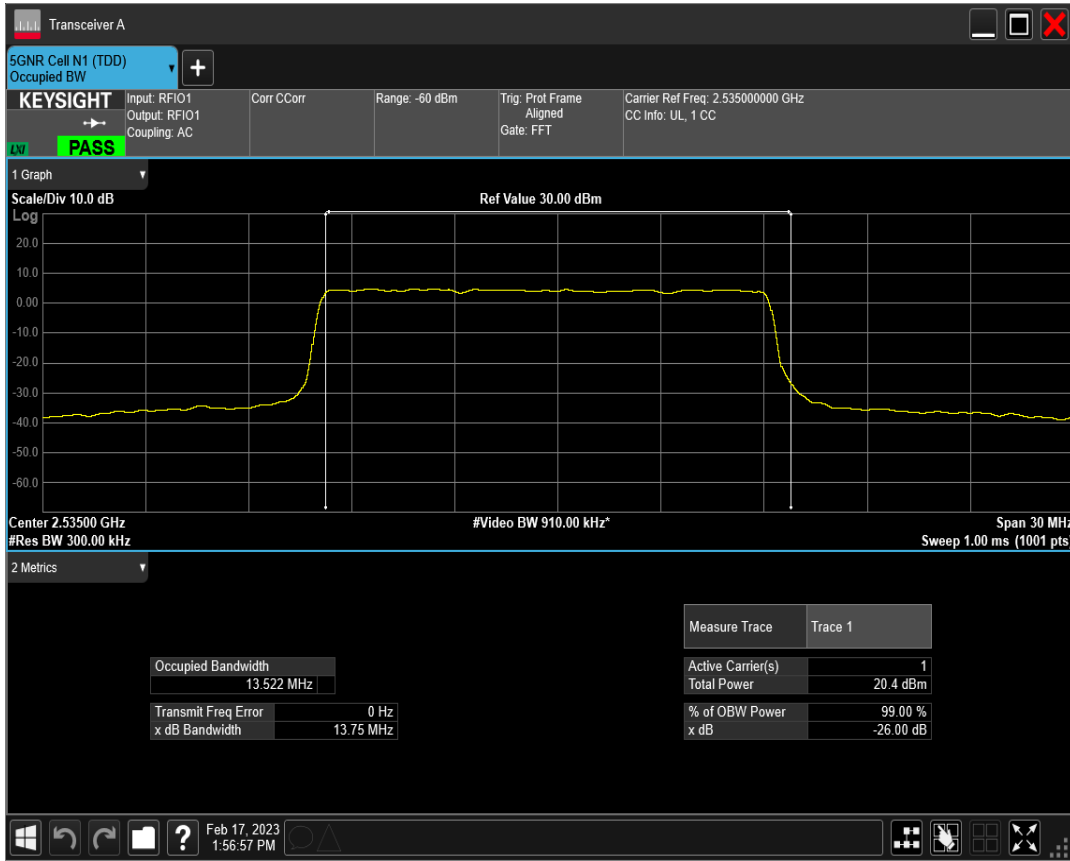 Transceiver A
5GNR Cell N1 (TDD)
Occupied BW
+
KEYSIGHT
LXI
PASS
Input: RFIO1
Output: RFIO1
Coupling: AC
Corr CCorr
Range: -60 dBm
Trig: Prot Frame
Aligned
Gate: FFT
Carrier Ref Freq: 2.535000000 GHz
CC Info: UL, 1 CC
1 Graph
Scale/Div 10.0 dB
Ref Value 30.00 dBm
Log
20.0
10.0
0.00
-10.0
-20.0
-30.0
-40.0
-50.0
-60.0
Center 2.53500 GHz
#Video BW 910.00 kHz*
Span 30 MHz
#Res BW 300.00 kHz
Sweep 1.00 ms (1001 pts)
2 Metrics
Measure Trace Trace 1
Occupied Bandwidth
13.522 MHz
Active Carrier(s) 1
Total Power 20.4 dBm
Transmit Freq Error 0 Hz
x dB Bandwidth 13.75 MHz
% of OBW Power 99.00 %
x dB -26.00 dB
?
Feb 17, 2023
1:56:57 PM